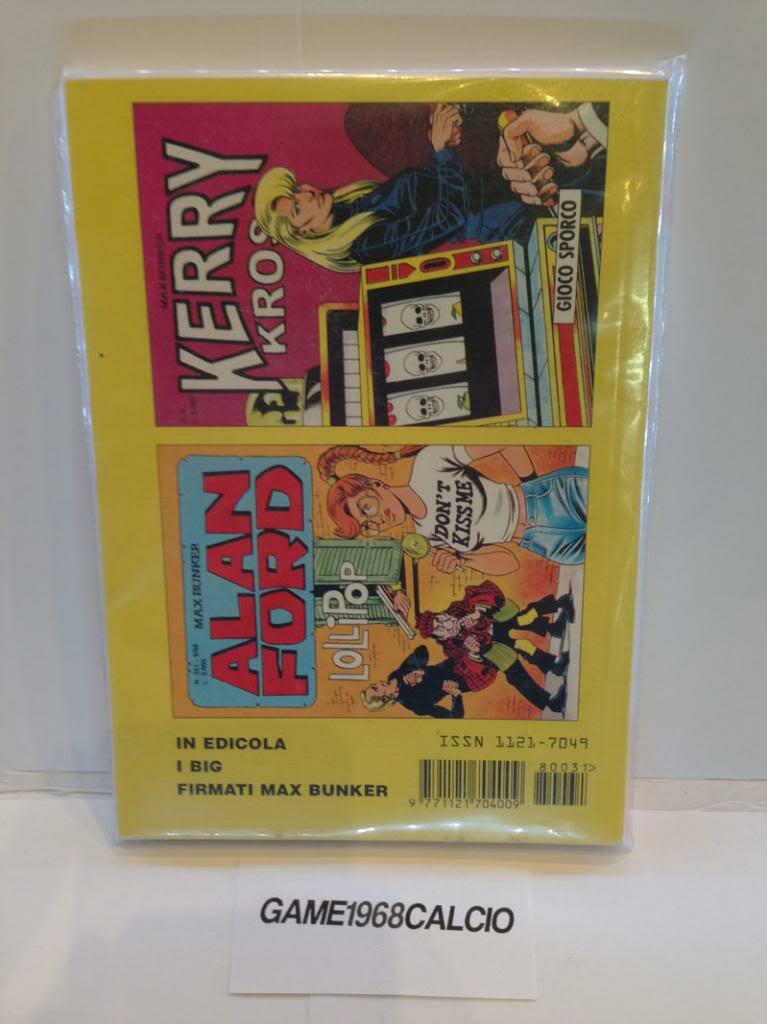 MAX BUNKER
KERRY
KROS
GIOCO SPORCO
MAX BUNKER
ALAN
FORD
LOLLIPOP
DON'T
KISS ME
IN EDICOLA
I BIG
FIRMATI MAX BUNKER
ISSN 1121-7049
80031>
9 771121 704009
GAME1968CALCIO